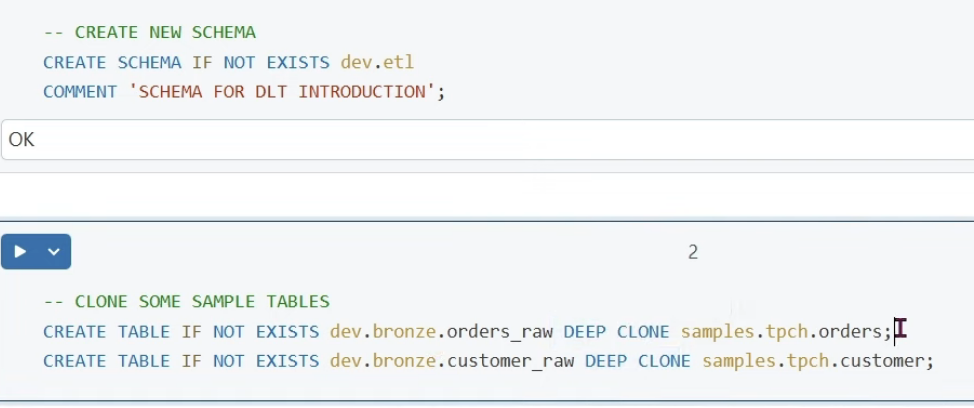 -- CREATE NEW SCHEMA
CREATE SCHEMA IF NOT EXISTS dev.etl
COMMENT 'SCHEMA FOR DLT INTRODUCTION';
OK
2
-- CLONE SOME SAMPLE TABLES
CREATE TABLE IF NOT EXISTS dev.bronze.orders_raw DEEP CLONE samples.tpch.orders;
CREATE TABLE IF NOT EXISTS dev.bronze.customer_raw DEEP CLONE samples.tpch.customer;